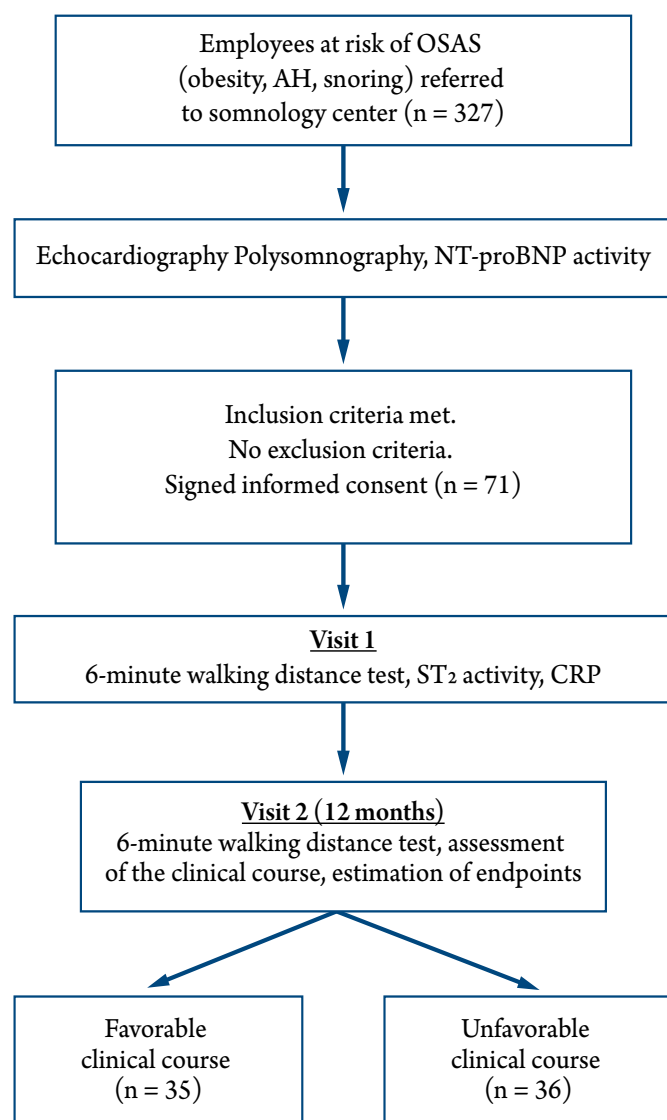 Employees at risk of OSAS
(obesity, AH, snoring) referred
to somnology center (n = 327)
Echocardiography Polysomnography, NT-proBNP activity
Inclusion criteria met.
No exclusion criteria.
Signed informed consent (n = 71)
Visit 1
6-minute walking distance test, ST2 activity, CRP
Visit 2 (12 months)
6-minute walking distance test, assessment
of the clinical course, estimation of endpoints
Favorable
clinical course
(n = 35)
Unfavorable
clinical course
(n = 36)